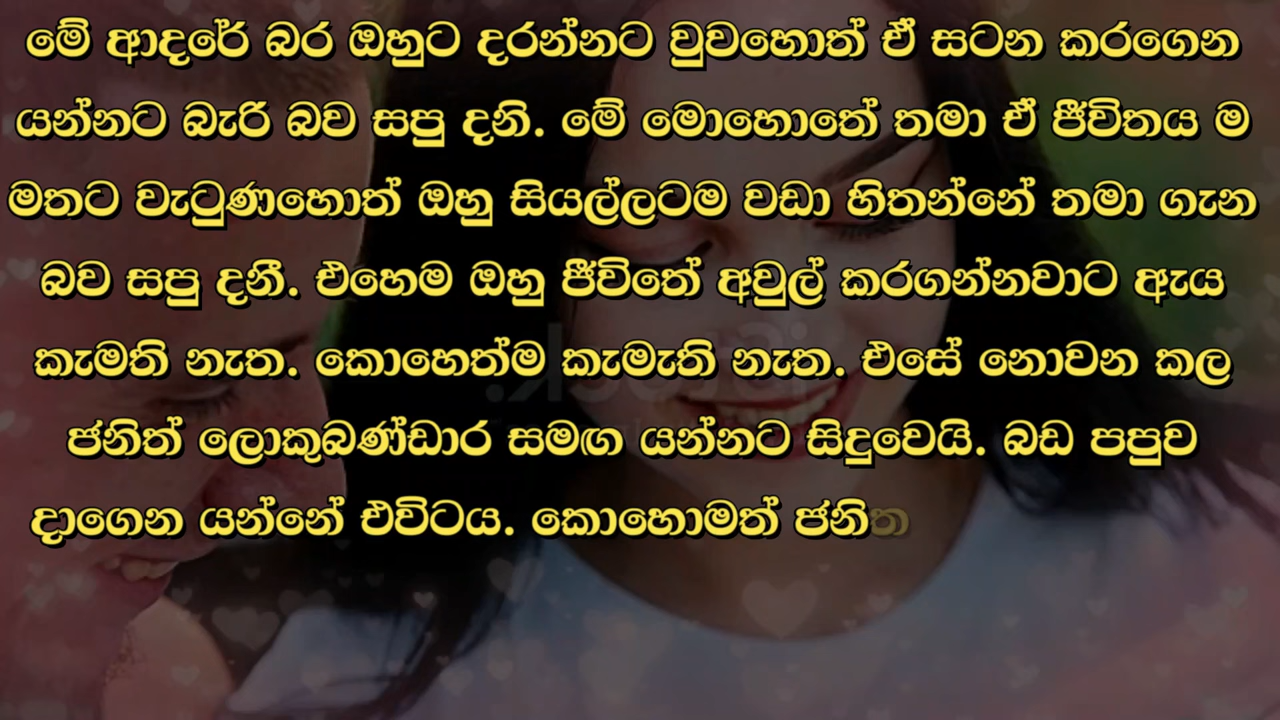 මේ ආදරේ බර ඔහුට දරන්නට වුවහොත් ඒ සටන කරගෙන
යන්නට බැරි බව සපු දනි. මේ මොහොතේ තමා ඒ ජීවිතය ම
මතට වැටුණහොත් ඔහු සියල්ලටම වඩා හිතන්නේ තමා ගැන
බව සපු දනී. එහෙම ඔහු ජීවිතේ අවුල් කරගන්නවාට ඇය
කැමති නැත. කොහෙත්ම කැමැති නැත. එසේ නොවන කල
ජනිත් ලොකුබණ්ඩාර සමඟ යන්නට සිදුවෙයි. බඩ පපුව
දාගෙන යන්නේ එවිටය. කොහොමත් ජනිත